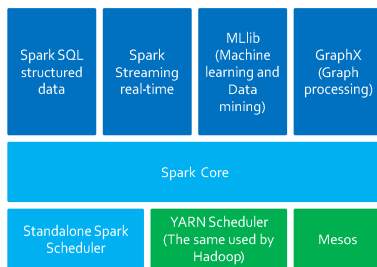 Spark SQL
structured
data
Spark
Streaming
real-time
MLlib
(Machine
learning and
Data
mining)
GraphX
(Graph
processing)
Spark Core
Standalone Spark
Scheduler
YARN Scheduler
(The same used by
Hadoop)
Mesos